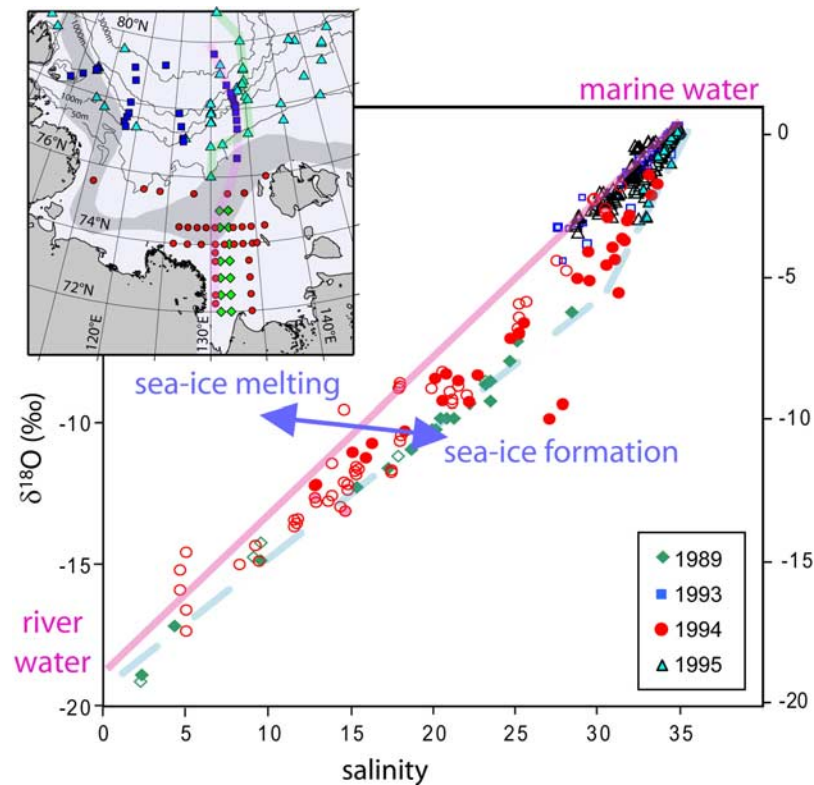 80°N
3000m
1000m
100m
50m
76°N
74°N
72°N
120°E
130°E
140°E
marine water
0
-5
-10
-15
-20
sea-ice melting
sea-ice formation
δ¹⁸O (‰)
-10
-15
-20
river
water
1989
1993
1994
1995
0
5
10
15
20
25
30
35
salinity